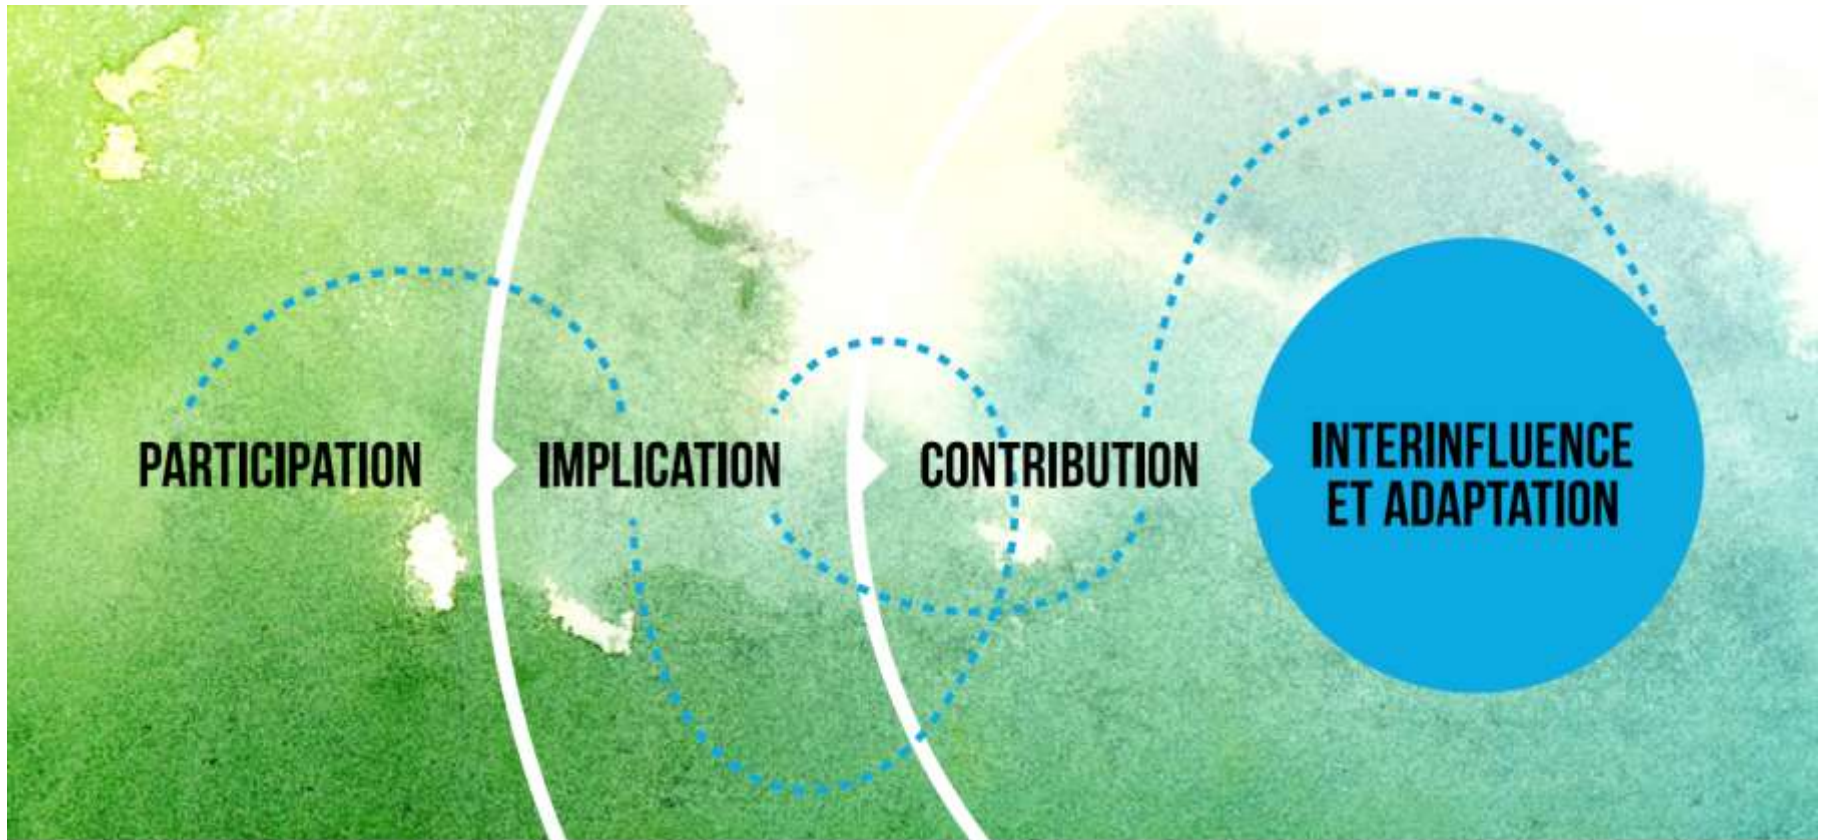 PARTICIPATION
IMPLICATION
CONTRIBUTION
INTERINFLUENCE
ET ADAPTATION